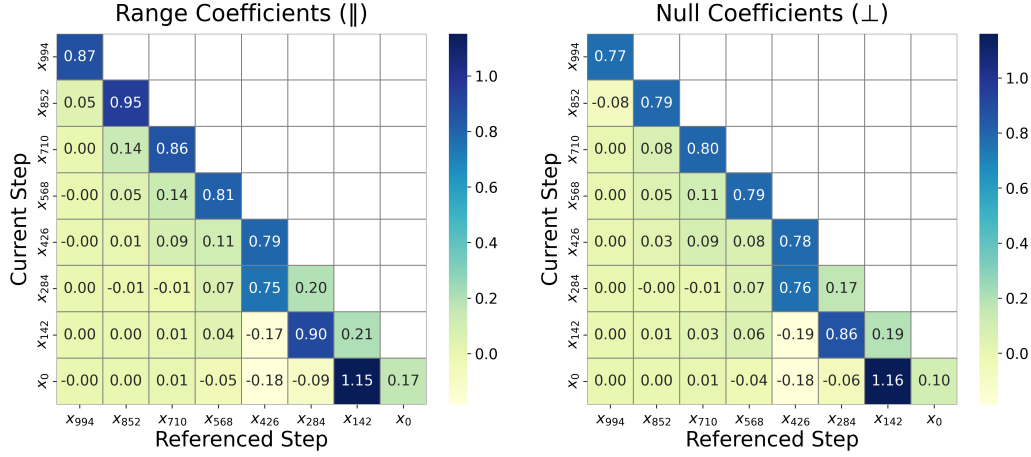 Range Coefficients (∥)
Current Step
x994 0.87
x852 0.05 0.95
x710 0.00 0.14 0.86
x568 -0.00 0.05 0.14 0.81
x426 -0.00 0.01 0.09 0.11 0.79
x284 0.00 -0.01 -0.01 0.07 0.75 0.20
x142 0.00 0.00 0.01 0.04 -0.17 0.90 0.21
x0 -0.00 0.00 0.01 -0.05 -0.18 -0.09 1.15 0.17
x994 x852 x710 x568 x426 x284 x142 x0
Referenced Step
1.0
0.8
0.6
0.4
0.2
0.0
Null Coefficients (⊥)
Current Step
x994 0.77
x852 -0.08 0.79
x710 0.00 0.08 0.80
x568 0.00 0.05 0.11 0.79
x426 0.00 0.03 0.09 0.08 0.78
x284 0.00 -0.00 -0.01 0.07 0.76 0.17
x142 0.00 0.01 0.03 0.06 -0.19 0.86 0.19
x0 0.00 0.00 0.01 -0.04 -0.18 -0.06 1.16 0.10
x994 x852 x710 x568 x426 x284 x142 x0
Referenced Step
1.0
0.8
0.6
0.4
0.2
0.0